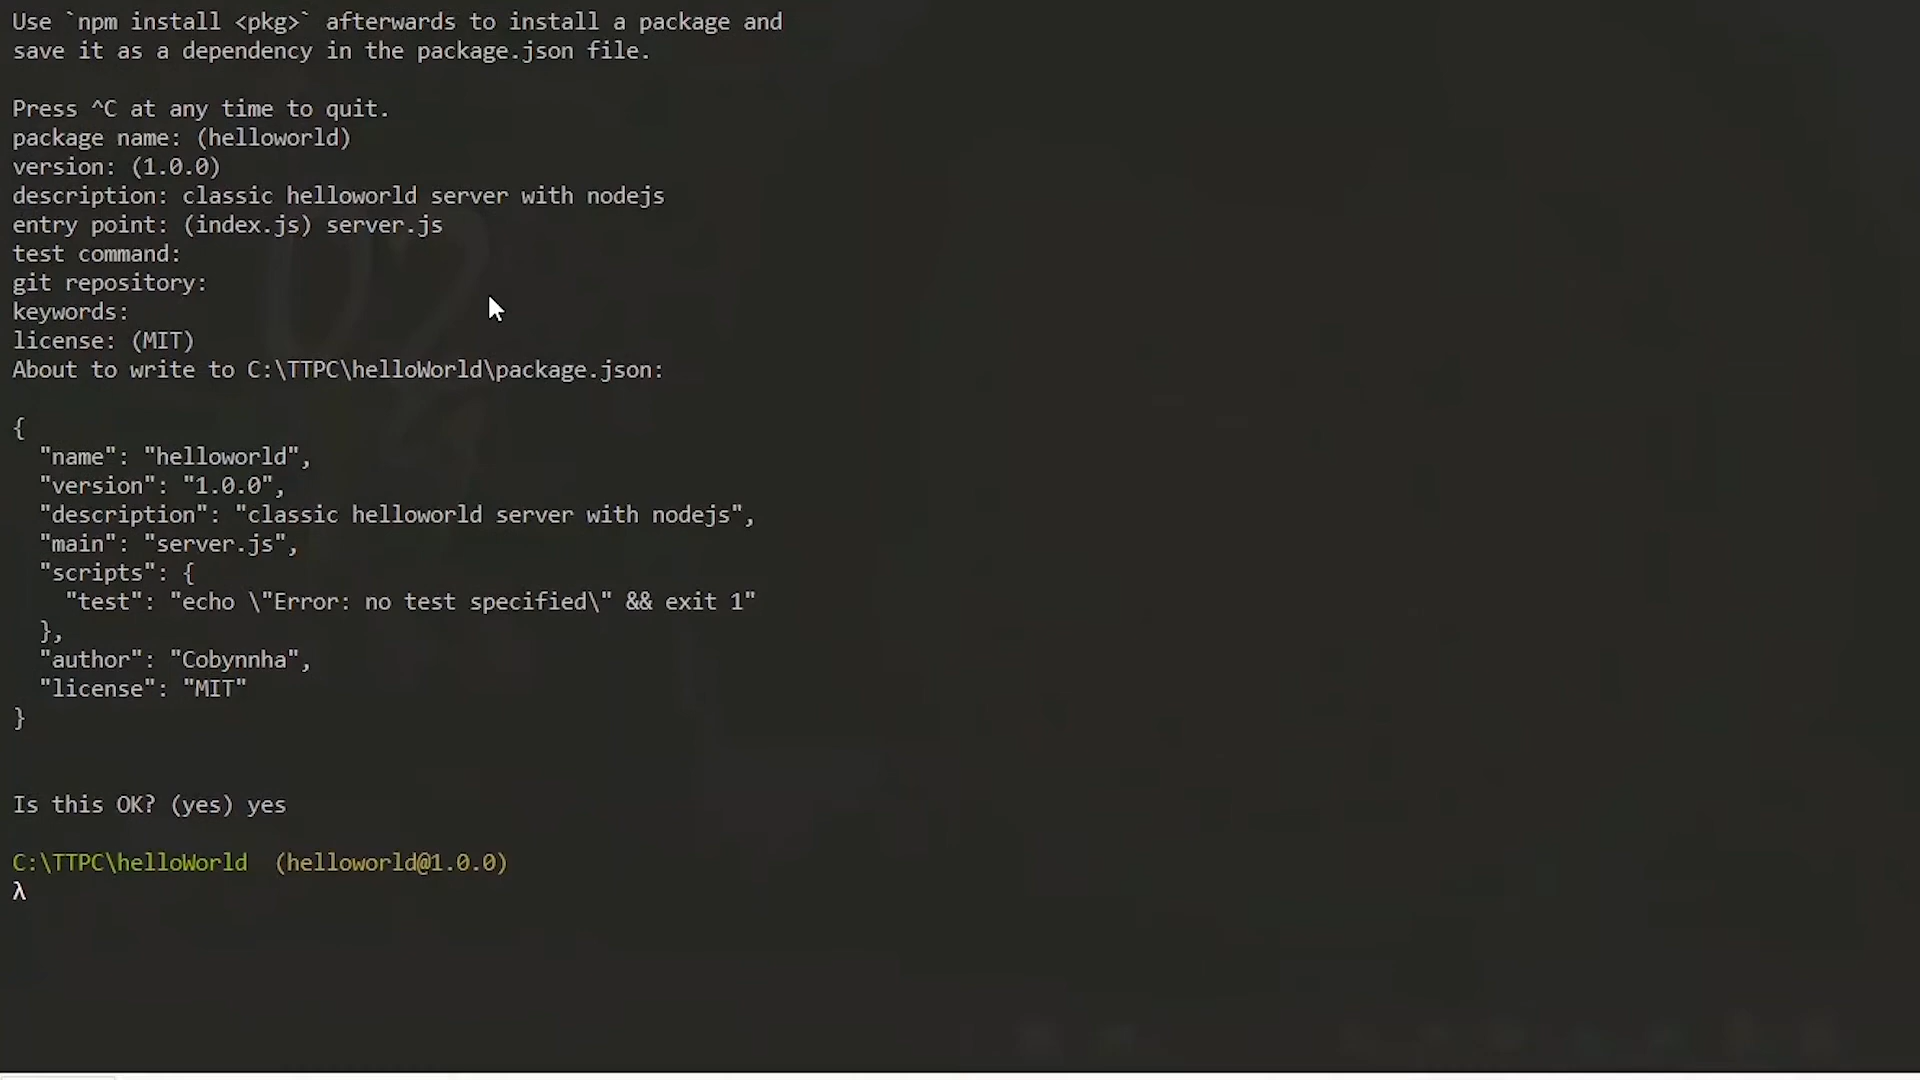 Use `npm install <pkg>` afterwards to install a package and
save it as a dependency in the package.json file.
Press ^C at any time to quit.
package name: (helloworld)
version: (1.0.0)
description: classic helloworld server with nodejs
entry point: (index.js) server.js
test command:
git repository:
keywords:
license: (MIT)
About to write to C:\TTPC\helloWorld\package.json:
{
  "name": "helloworld",
  "version": "1.0.0",
  "description": "classic helloworld server with nodejs",
  "main": "server.js",
  "scripts": {
    "test": "echo \"Error: no test specified\" && exit 1"
  },
  "author": "Cobynnha",
  "license": "MIT"
}
Is this OK? (yes) yes
C:\TTPC\helloWorld  (helloworld@1.0.0)
λ